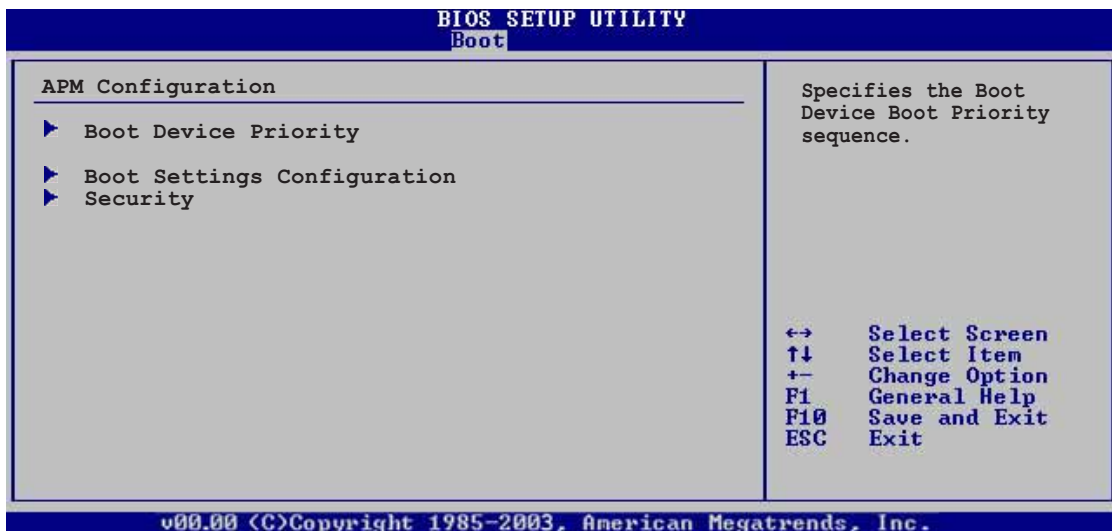 BIOS SETUP UTILITY
Boot
APM Configuration
Boot Device Priority
Boot Settings Configuration
Security
Specifies the Boot
Device Boot Priority
sequence.
←→ Select Screen
↑↓ Select Item
+- Change Option
F1 General Help
F10 Save and Exit
ESC Exit
v00.00 (C)Copyright 1985-2003, American Megatrends, Inc.